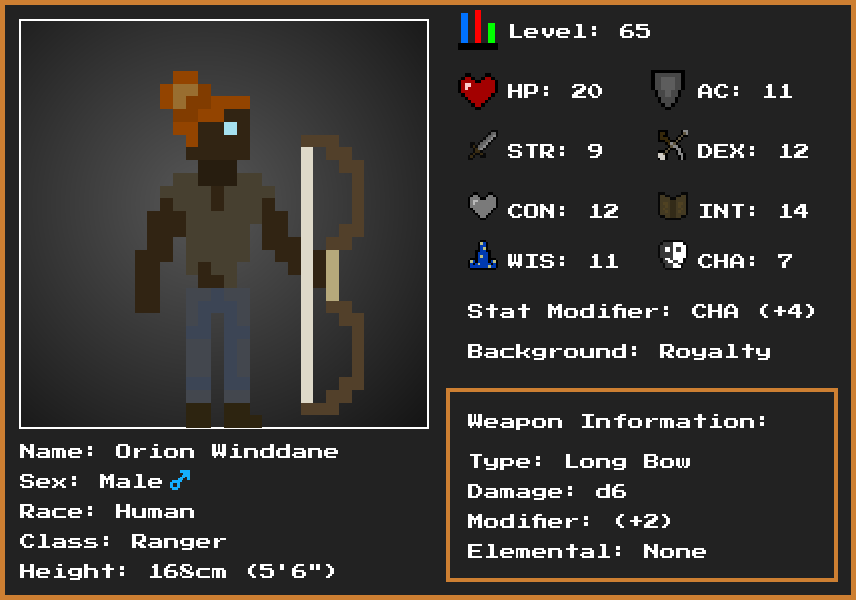 Level: 65
HP: 20
AC: 11
STR: 9
DEX: 12
CON: 12
INT: 14
WIS: 11
CHA: 7
Stat Modifier: CHA (+4)
Background: Royalty
Weapon Information:
Type: Long Bow
Damage: d6
Modifier: (+2)
Elemental: None
Name: Orion Winddane
Sex: Male♂
Race: Human
Class: Ranger
Height: 168cm (5'6")